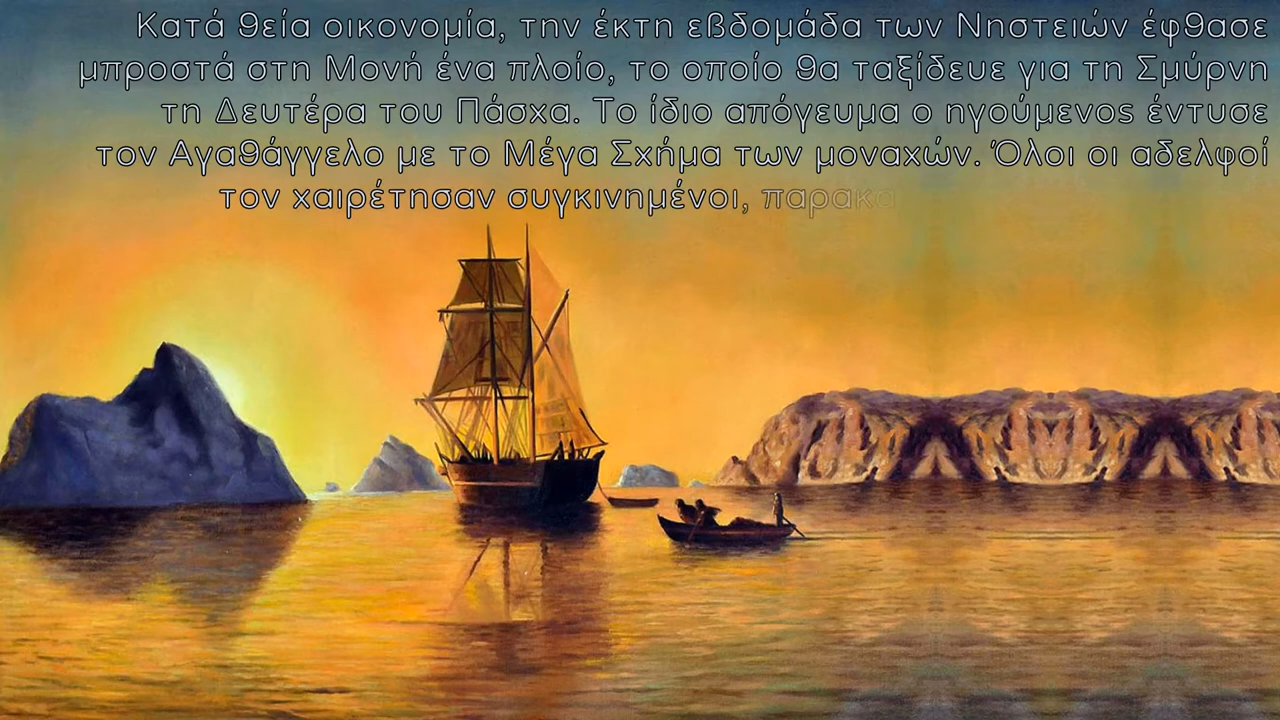 Κατά θεία οικονομία, την έκτη εβδομάδα των Νηστειών έφθασε
μπροστά στη Μονή ένα πλοίο, το οποίο θα ταξίδευε για τη Σμύρνη
τη Δευτέρα του Πάσχα. Το ίδιο απόγευμα ο ηγούμενος έντυσε
τον Αγαθάγγελο με το Μέγα Σχήμα των μοναχών. Όλοι οι αδελφοί
τον χαιρέτησαν συγκινημένοι, παρακα